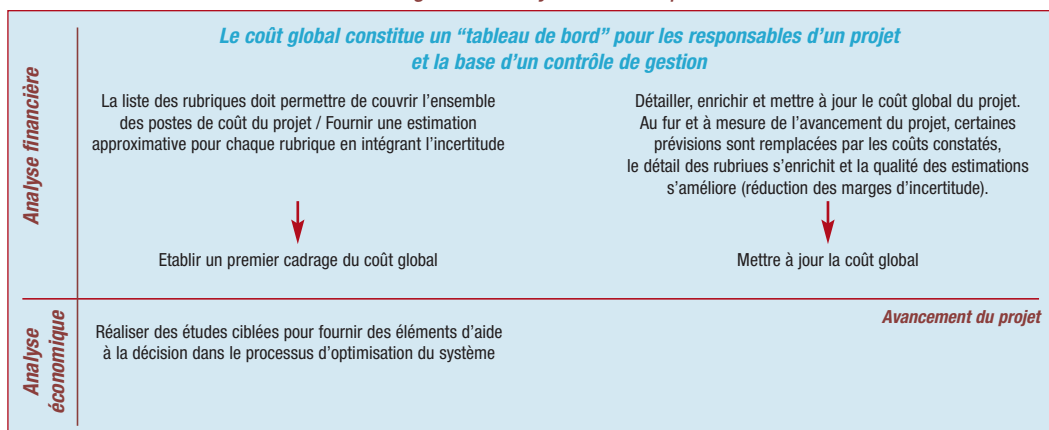 Le coût global constitue un “tableau de bord” pour les responsables d’un projet
et la base d’un contrôle de gestion
Analyse financière
La liste des rubriques doit permettre de couvrir l’ensemble
des postes de coût du projet / Fournir une estimation
approximative pour chaque rubrique en intégrant l’incertitude
Détailler, enrichir et mettre à jour le coût global du projet.
Au fur et à mesure de l’avancement du projet, certaines
prévisions sont remplacées par les coûts constatés,
le détail des rubriues s’enrichit et la qualité des estimations
s’améliore (réduction des marges d’incertitude).
Etablir un premier cadrage du coût global
Mettre à jour la coût global
Avancement du projet
Analyse
économique
Réaliser des études ciblées pour fournir des éléments d’aide
à la décision dans le processus d’optimisation du système